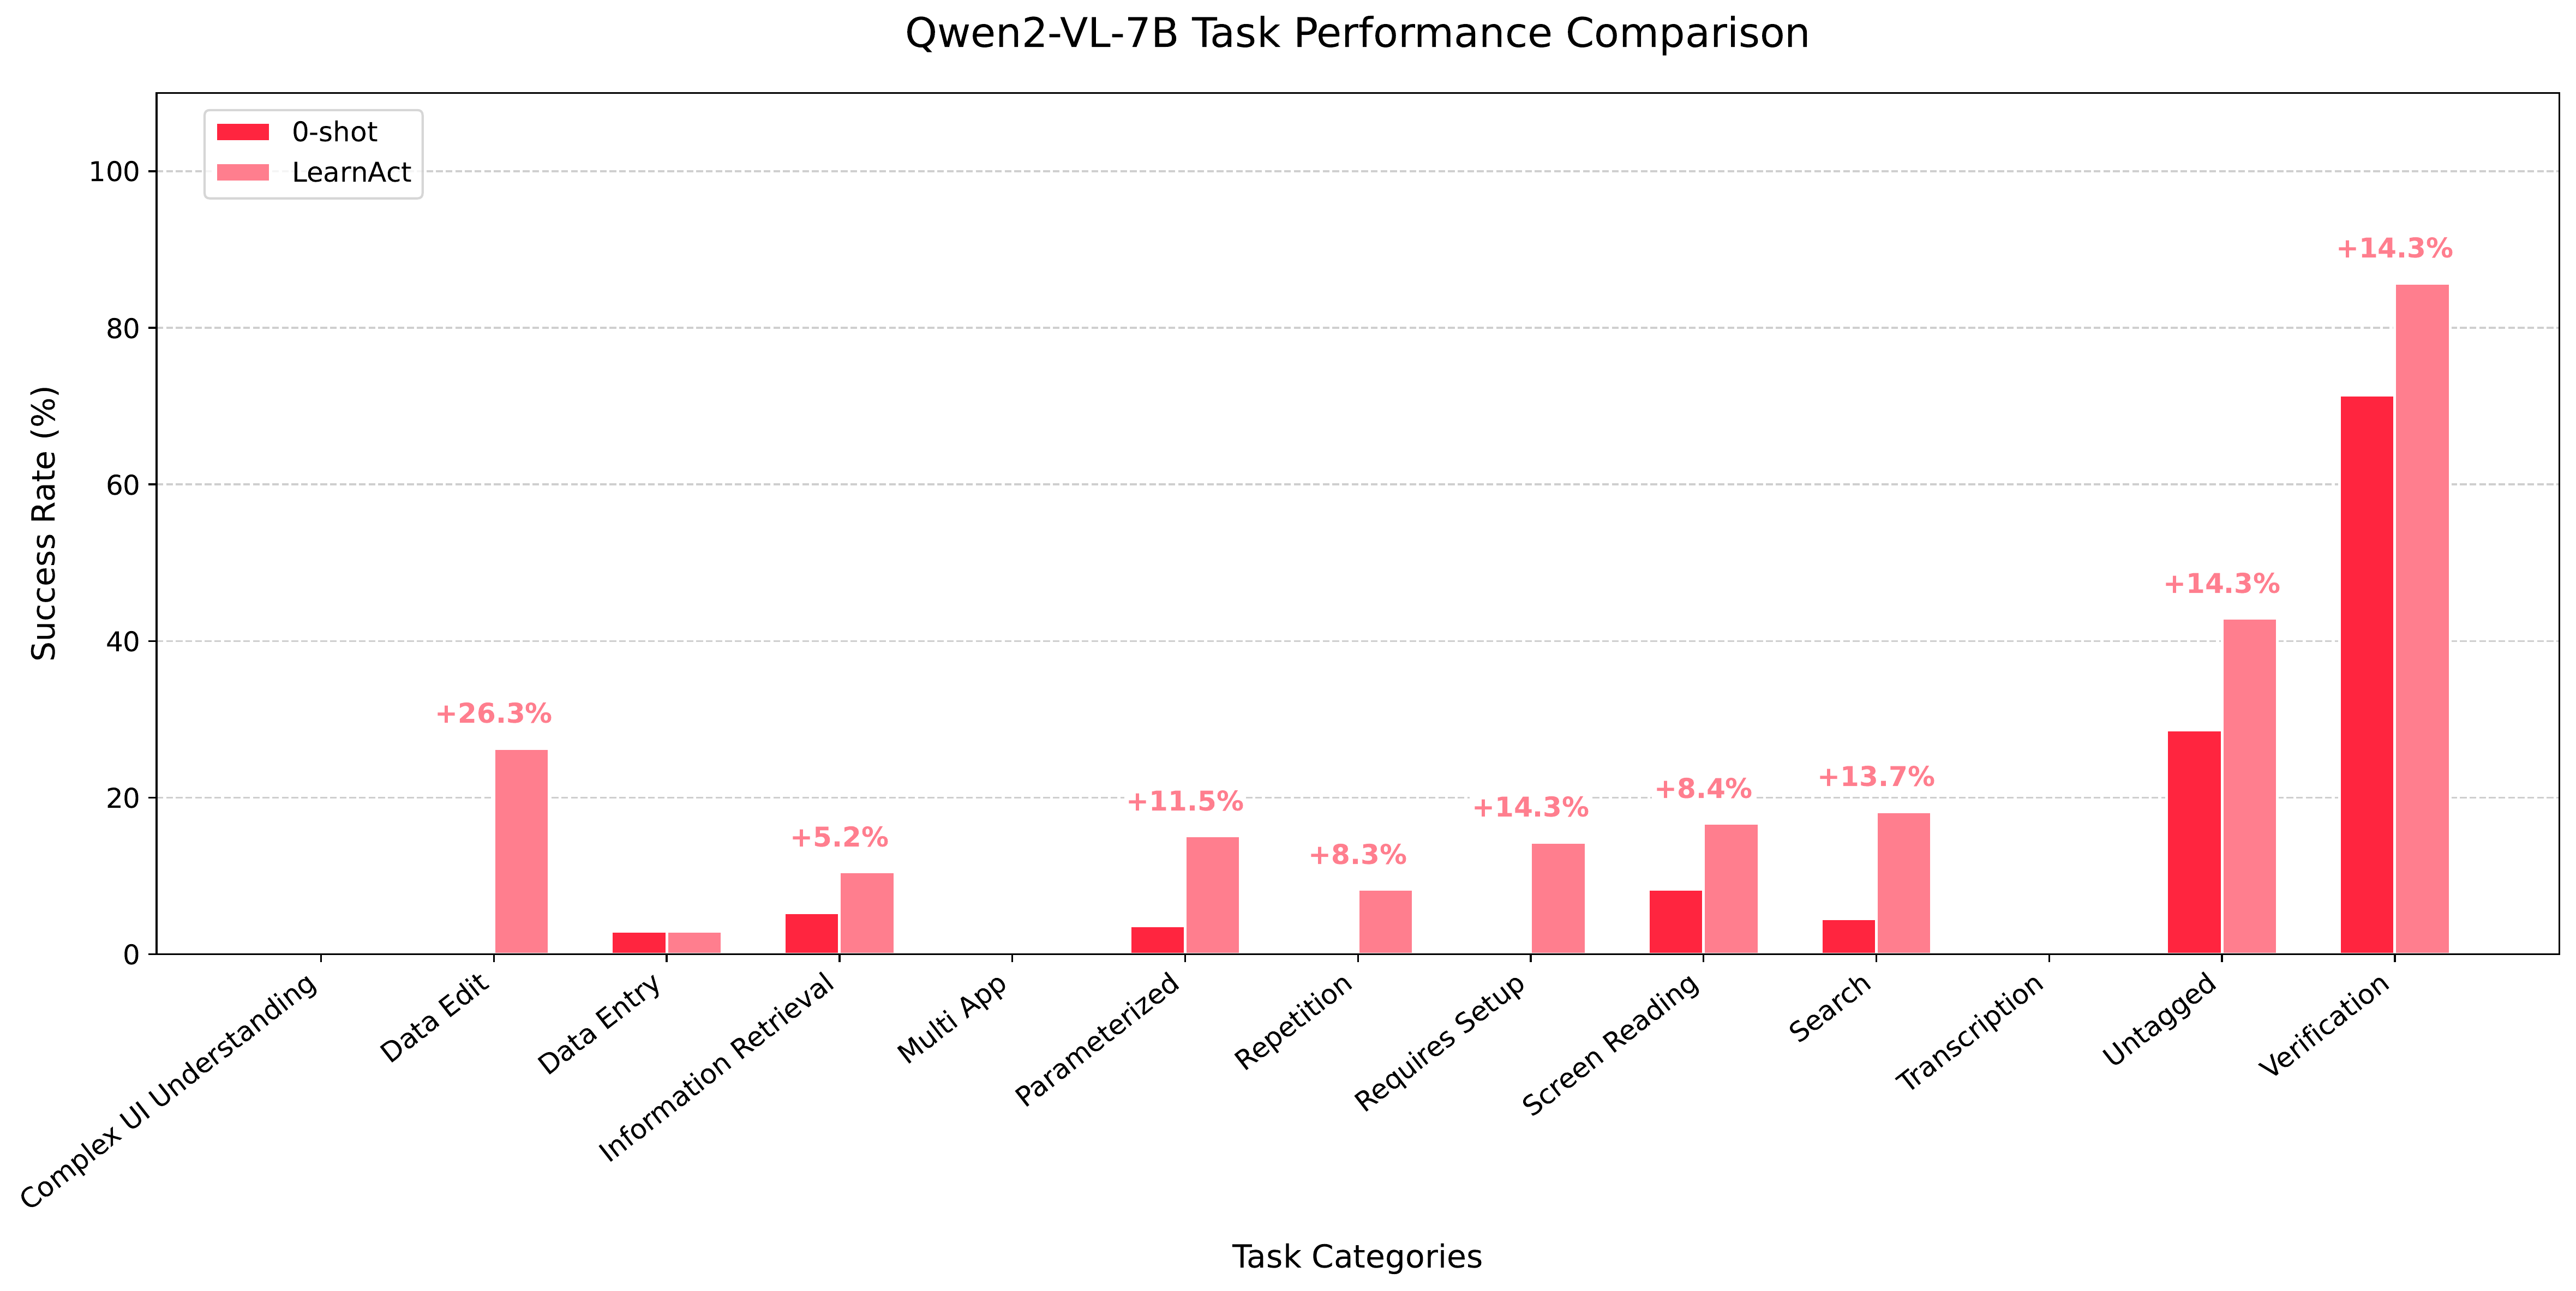 Qwen2-VL-7B Task Performance Comparison
0-shot
LearnAct
Success Rate (%)
100
80
60
40
20
0
+26.3%
+5.2%
+11.5%
+8.3%
+14.3%
+8.4%
+13.7%
+14.3%
+14.3%
Complex UI Understanding
Data Edit
Data Entry
Information Retrieval
Multi App
Parameterized
Repetition
Requires Setup
Screen Reading
Search
Transcription
Untagged
Verification
Task Categories